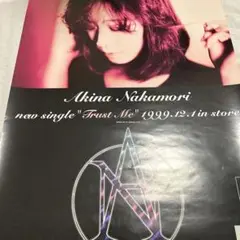 Akina Nakamori
new single "Trust Me" 1999.12.1 in store